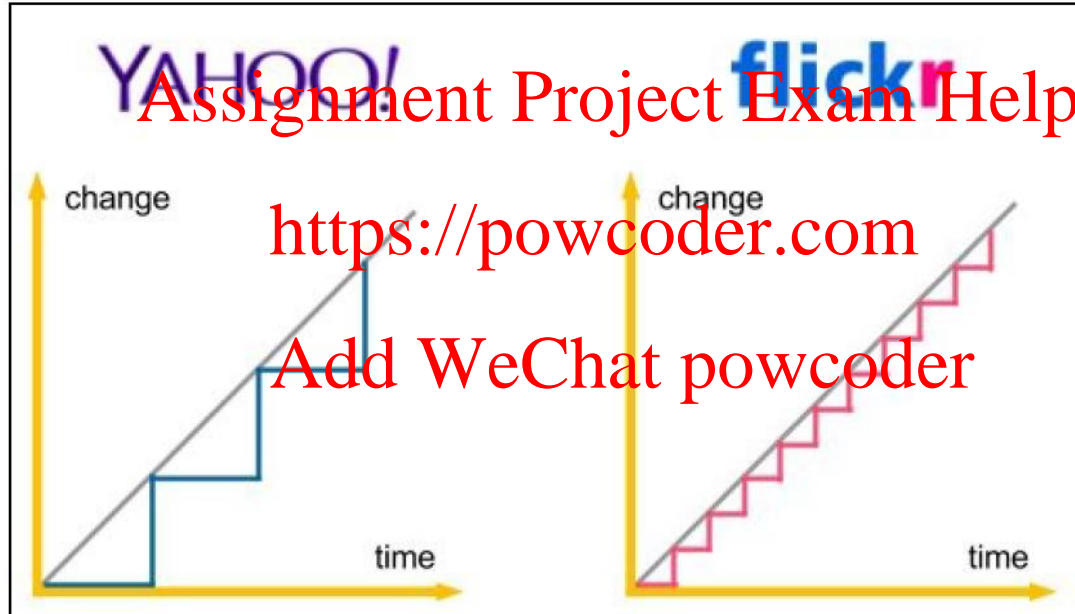 YAHOO! flickr
Assignment Project Exam Help
change change
https://powcoder.com
Add WeChat powcoder
time time